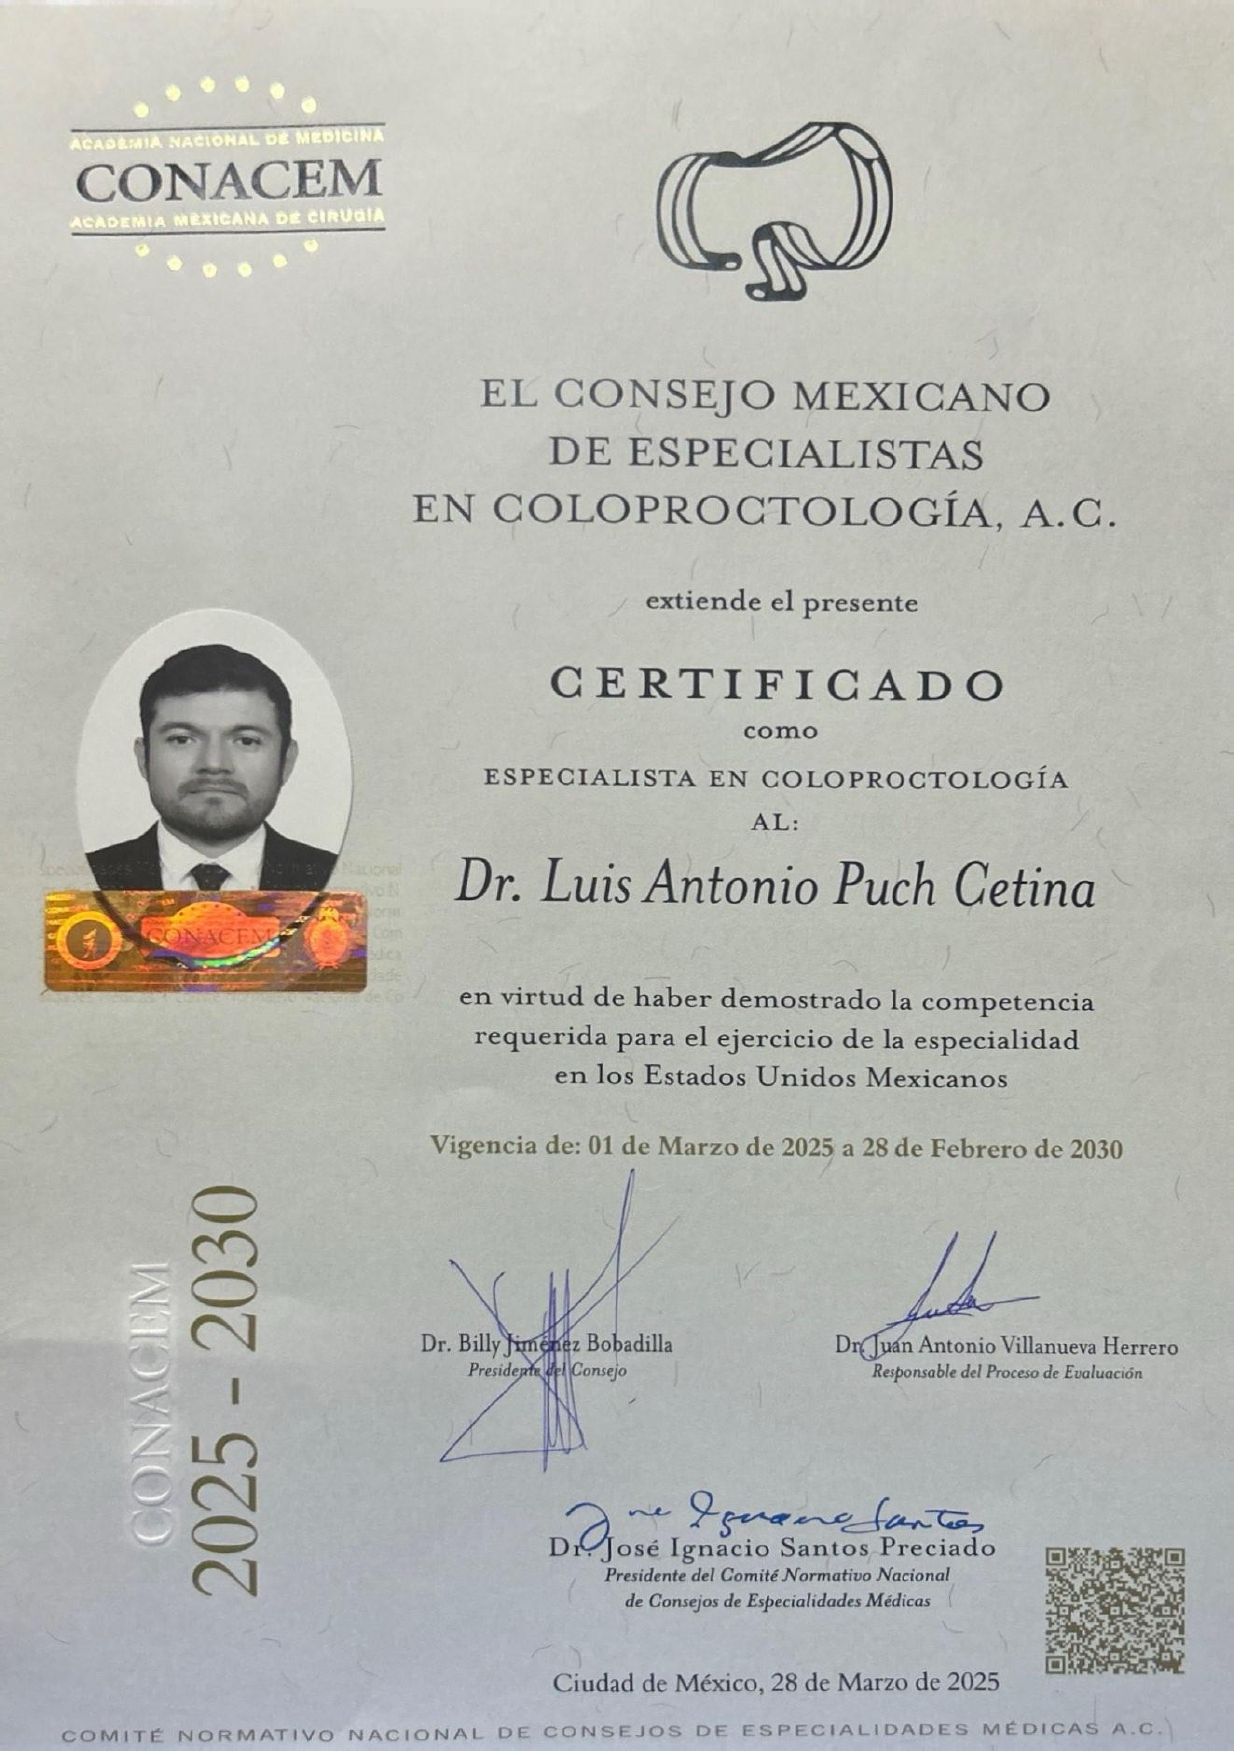 ACADEMIA NACIONAL DE MEDICINA
CONACEM
ACADEMIA MEXICANA DE CIRUGÍA
EL CONSEJO MEXICANO
DE ESPECIALISTAS
EN COLOPROCTOLOGÍA, A.C.
extiende el presente
CERTIFICADO
como
ESPECIALISTA EN COLOPROCTOLOGÍA
AL:
Dr. Luis Antonio Puch Cetina
CONACEM
en virtud de haber demostrado la competencia
requerida para el ejercicio de la especialidad
en los Estados Unidos Mexicanos
Vigencia de: 01 de Marzo de 2025 a 28 de Febrero de 2030
CONACEM
2025 - 2030
Dr. Billy Jiménez Bobadilla
Presidente del Consejo
Dr. Juan Antonio Villanueva Herrero
Responsable del Proceso de Evaluación
José Ignacio Santos
Dr. José Ignacio Santos Preciado
Presidente del Comité Normativo Nacional
de Consejos de Especialidades Médicas
Ciudad de México, 28 de Marzo de 2025
COMITÉ NORMATIVO NACIONAL DE CONSEJOS DE ESPECIALIDADES MÉDICAS A.C.